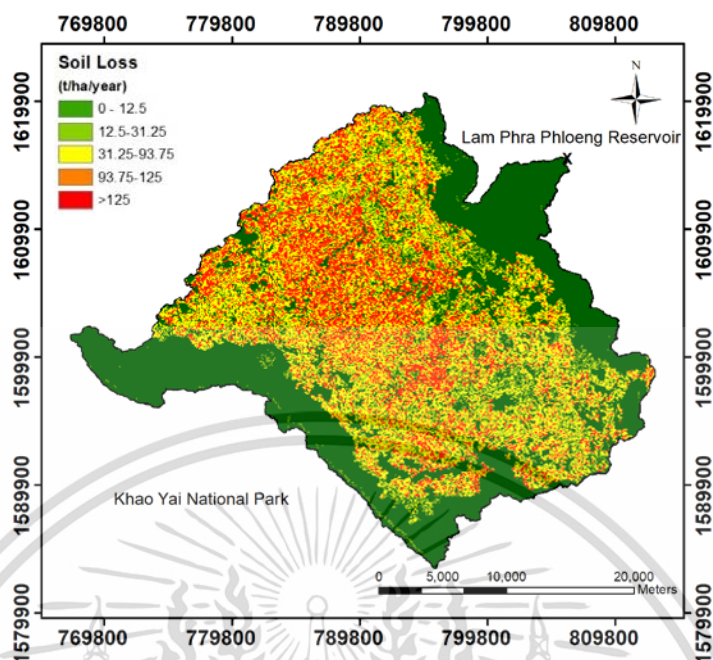 769800 779800 789800 799800 809800
Soil Loss
(t/ha/year)
0 - 12.5
12.5-31.25
31.25-93.75
93.75-125
>125
N
Lam Phra Phloeng Reservoir
x
1619900 1619900
1609900 1609900
1599900 1599900
1589900 1589900
Khao Yai National Park
0 5,000 10,000 20,000
Meters
1579900 1579900
769800 779800 789800 799800 809800